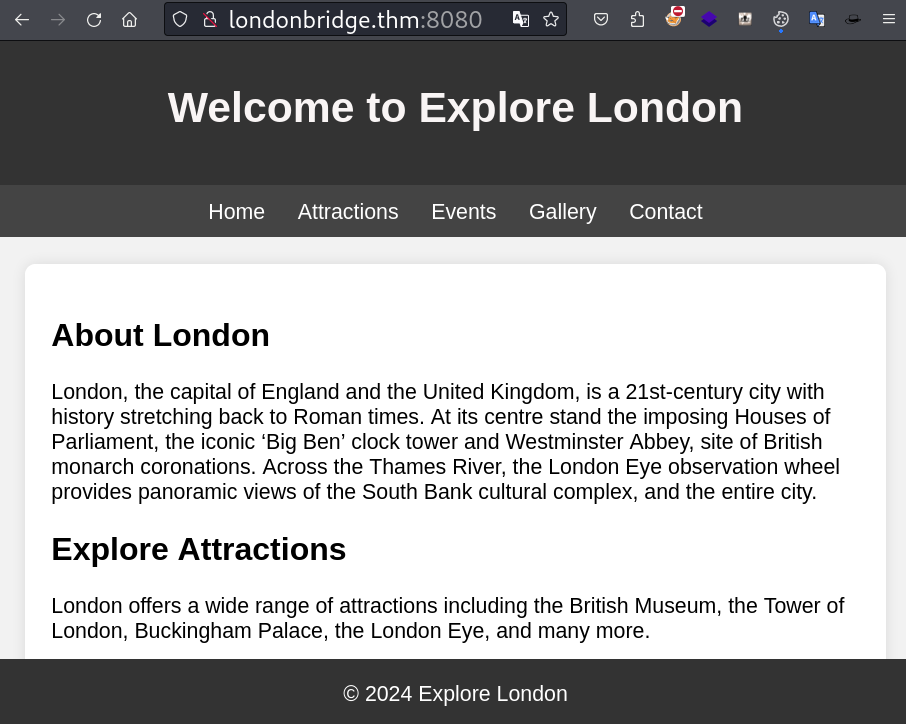 londonbridge.thm:8080
Welcome to Explore London
Home Attractions Events Gallery Contact
About London
London, the capital of England and the United Kingdom, is a 21st-century city with
history stretching back to Roman times. At its centre stand the imposing Houses of
Parliament, the iconic ‘Big Ben’ clock tower and Westminster Abbey, site of British
monarch coronations. Across the Thames River, the London Eye observation wheel
provides panoramic views of the South Bank cultural complex, and the entire city.
Explore Attractions
London offers a wide range of attractions including the British Museum, the Tower of
London, Buckingham Palace, the London Eye, and many more.
© 2024 Explore London